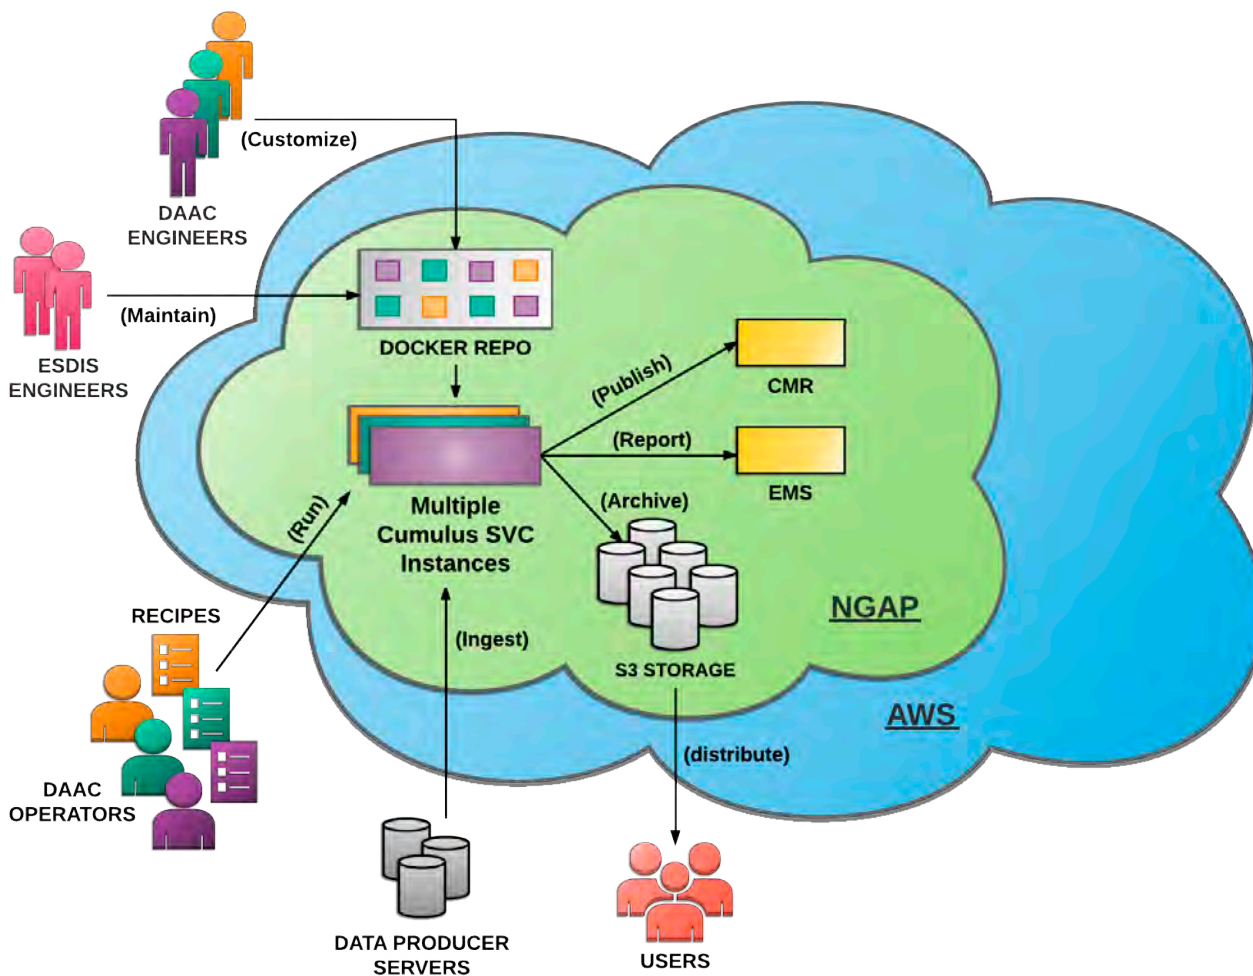 (Customize)
DAAC
ENGINEERS
(Maintain)
ESDIS
ENGINEERS
DOCKER REPO
(Publish)
CMR
(Report)
EMS
(Archive)
Multiple
Cumulus SVC
Instances
(Run)
(Ingest)
S3 STORAGE
NGAP
AWS
RECIPES
DAAC
OPERATORS
(distribute)
DATA PRODUCER
SERVERS
USERS